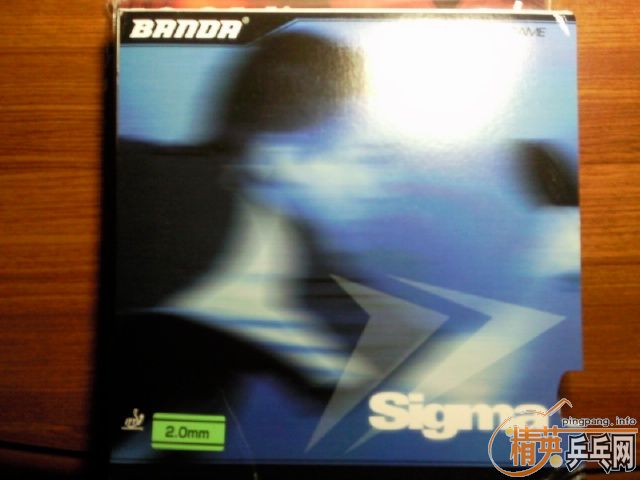 BANDA®
AME
Sigma
2.0mm
pingpang.info
精英乒乓网